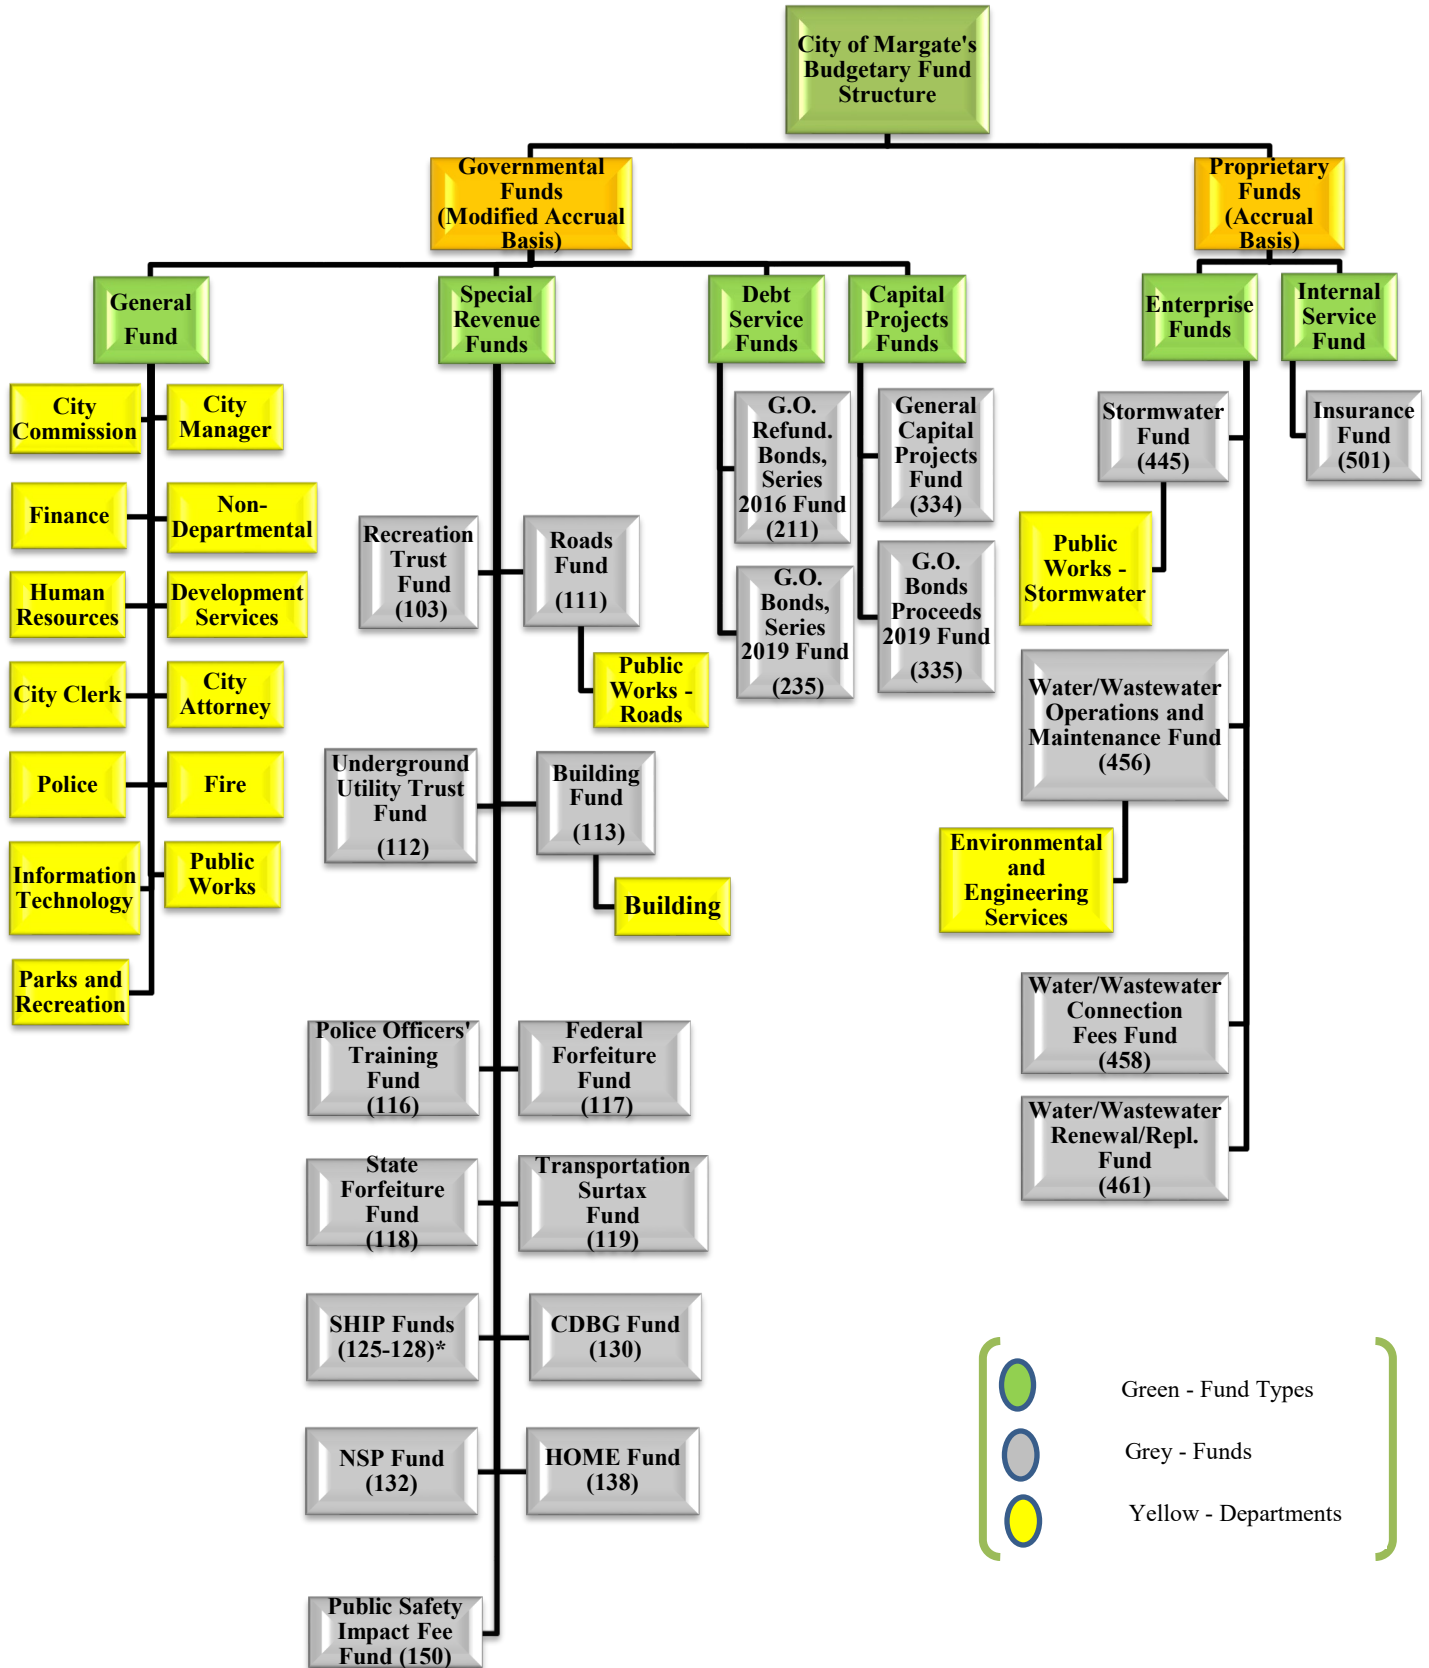 City of Margate's
Budgetary Fund
Structure
Governmental
Funds
(Modified Accrual
Basis)
Proprietary
Funds
(Accrual
Basis)
General
Fund
Special
Revenue
Funds
Debt
Service
Funds
Capital
Projects
Funds
Enterprise
Funds
Internal
Service
Fund
City
Commission
City
Manager
Finance
Non-
Departmental
Human
Resources
Development
Services
City Clerk
City
Attorney
Police
Fire
Information
Technology
Public
Works
Parks and
Recreation
Recreation
Trust
Fund
(103)
Roads
Fund
(111)
Public
Works -
Roads
Underground
Utility Trust
Fund
(112)
Building
Fund
(113)
Building
Police Officers'
Training
Fund
(116)
Federal
Forfeiture
Fund
(117)
State
Forfeiture
Fund
(118)
Transportation
Surtax
Fund
(119)
SHIP Funds
(125-128)*
CDBG Fund
(130)
NSP Fund
(132)
HOME Fund
(138)
Public Safety
Impact Fee
Fund (150)
G.O.
Refund.
Bonds,
Series
2016 Fund
(211)
G.O.
Bonds,
Series
2019 Fund
(235)
General
Capital
Projects
Fund
(334)
G.O.
Bonds
Proceeds
2019 Fund
(335)
Stormwater
Fund
(445)
Public
Works -
Stormwater
Water/Wastewater
Operations and
Maintenance Fund
(456)
Environmental
and
Engineering
Services
Water/Wastewater
Connection
Fees Fund
(458)
Water/Wastewater
Renewal/Repl.
Fund
(461)
Insurance
Fund
(501)
Green - Fund Types
Grey - Funds
Yellow - Departments